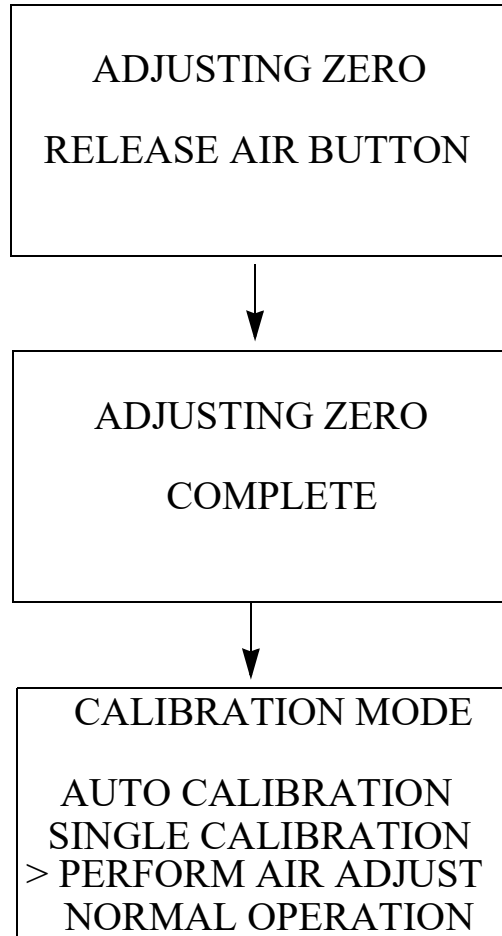 ADJUSTING ZERO
RELEASE AIR BUTTON
ADJUSTING ZERO
COMPLETE
CALIBRATION MODE
AUTO CALIBRATION
SINGLE CALIBRATION
> PERFORM AIR ADJUST
NORMAL OPERATION